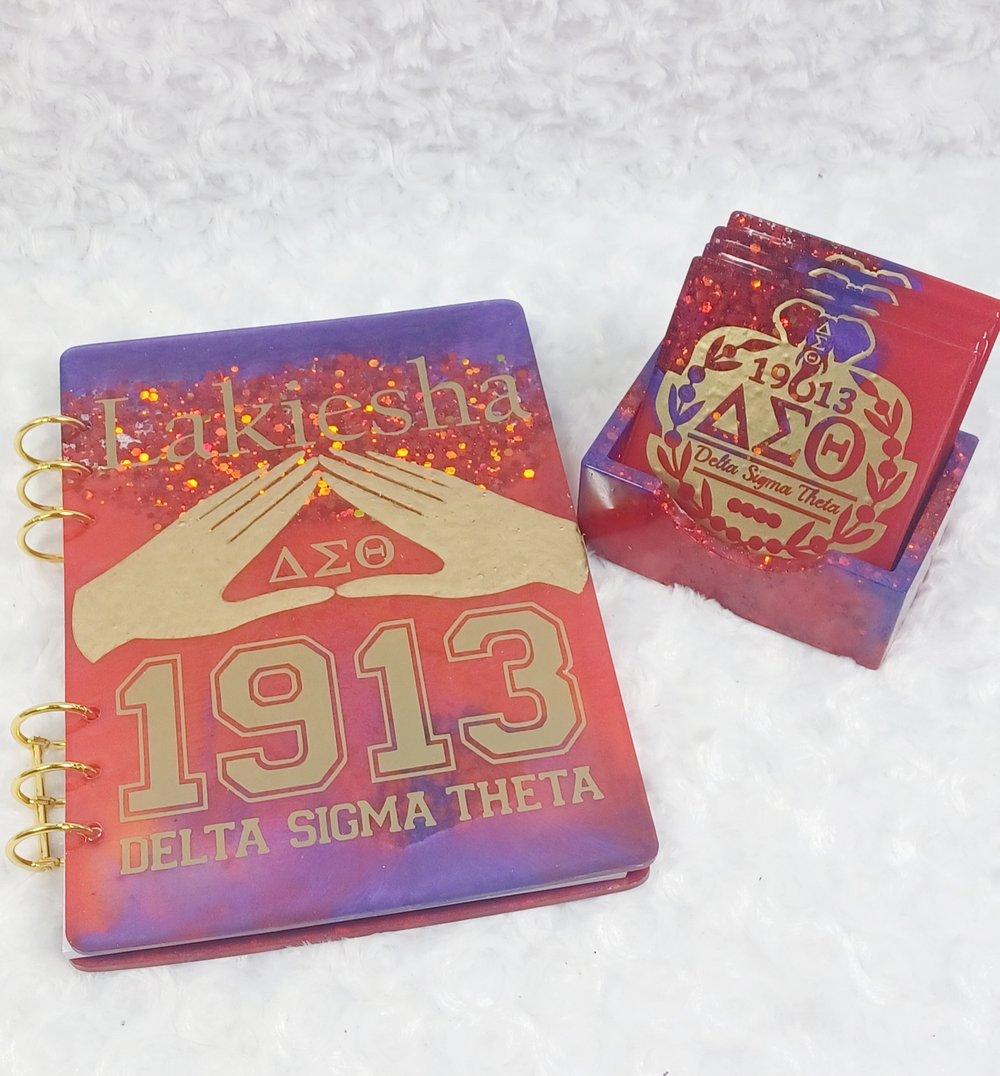 Lakiesha
ΔΣΘ
1913
DELTA SIGMA THETA
ΔΣΘ
1913
ΔΣΘ
Delta Sigma Theta